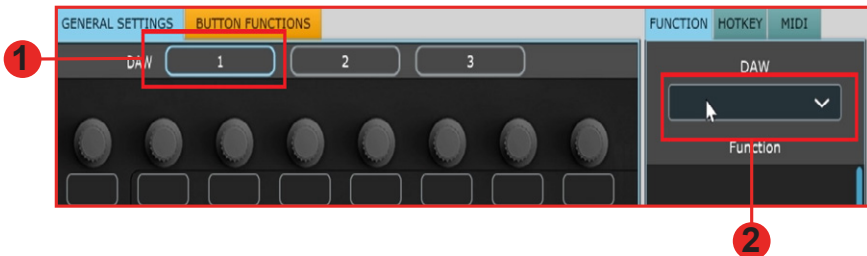 GENERAL SETTINGS BUTTON FUNCTIONS
FUNCTION HOTKEY MIDI
1
DAW 1 2 3
DAW
Function
2